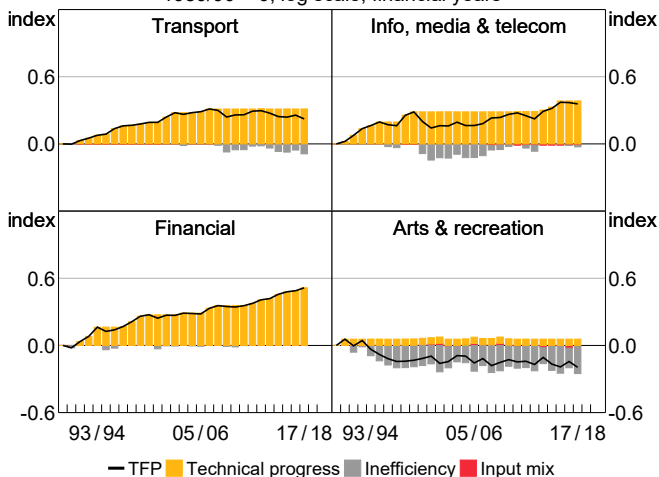 index Transport Info, media & telecom index
0.6 0.6
0.0 0.0
index Financial Arts & recreation index
0.6 0.6
0.0 0.0
-0.6 -0.6
93/94 05/06 17/18 93/94 05/06 17/18
TFP Technical progress Inefficiency Input mix